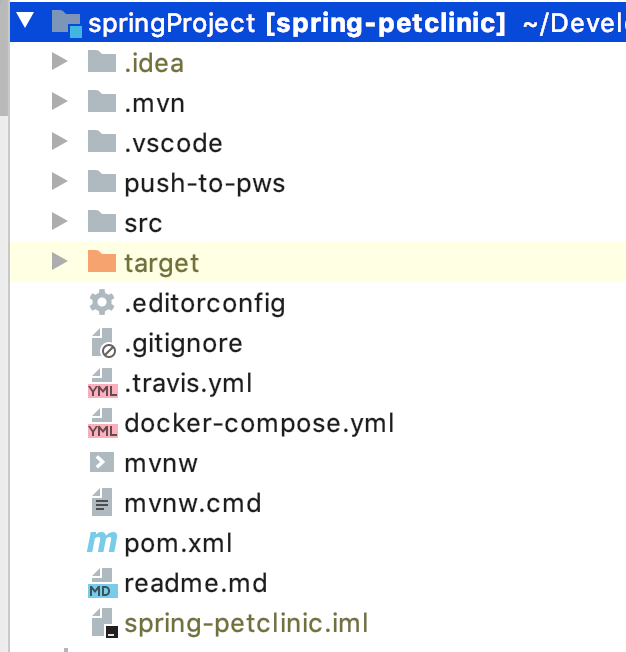 springProject [spring-petclinic] ~/Devel
.idea
.mvn
.vscode
push-to-pws
src
target
.editorconfig
.gitignore
YML .travis.yml
YML docker-compose.yml
mvnw
mvnw.cmd
m pom.xml
MD readme.md
spring-petclinic.iml